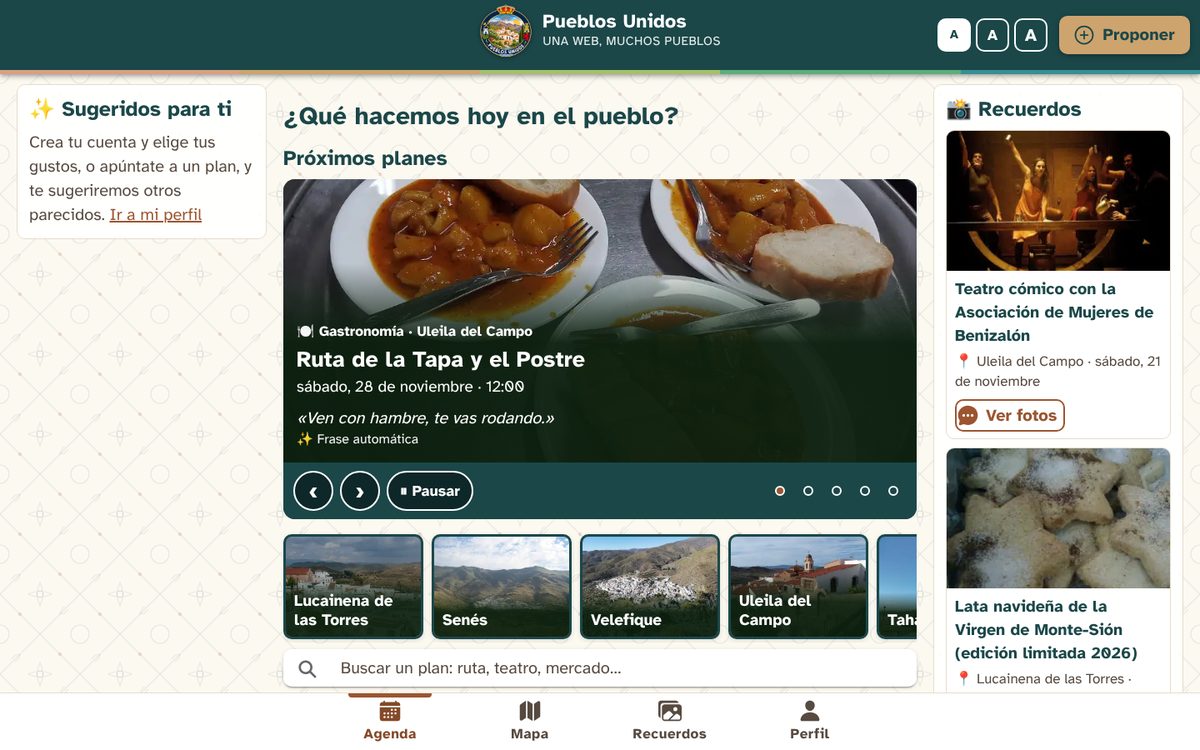 PUEBLOS UNIDOS
Pueblos Unidos
UNA WEB, MUCHOS PUEBLOS
A
A
A
Proponer
✨ Sugeridos para ti
Crea tu cuenta y elige tus
gustos, o apúntate a un plan, y
te sugeriremos otros
parecidos. Ir a mi perfil
¿Qué hacemos hoy en el pueblo?
Próximos planes
🍽️ Gastronomía · Uleila del Campo
Ruta de la Tapa y el Postre
sábado, 28 de noviembre · 12:00
«Ven con hambre, te vas rodando.»
✨ Frase automática
‹
›
⏸ Pausar
Lucainena de
las Torres
Senés
Velefique
Uleila del
Campo
Taha
Buscar un plan: ruta, teatro, mercado...
📸 Recuerdos
Teatro cómico con la
Asociación de Mujeres de
Benizalón
📍 Uleila del Campo · sábado, 21
de noviembre
Ver fotos
Lata navideña de la
Virgen de Monte-Sión
(edición limitada 2026)
📍 Lucainena de las Torres ·
Agenda
Mapa
Recuerdos
Perfil